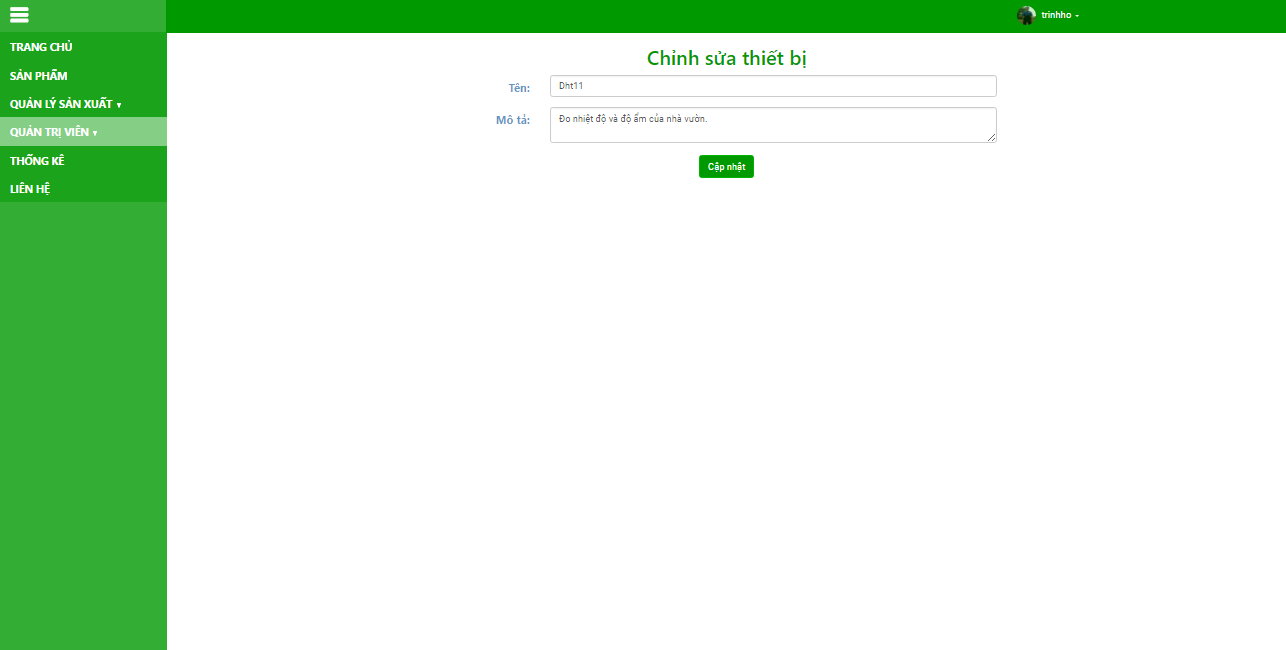 trinhho
TRANG CHỦ
SẢN PHẨM
QUẢN LÝ SẢN XUẤT ▾
QUẢN TRỊ VIÊN ▾
THỐNG KÊ
LIÊN HỆ
Chỉnh sửa thiết bị
Tên:
Dht11
Mô tả:
Đo nhiệt độ và độ ẩm của nhà vườn.
Cập nhật